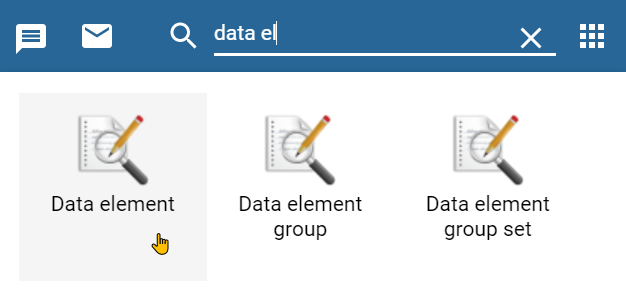 data el
Data element
Data element
group
Data element
group set